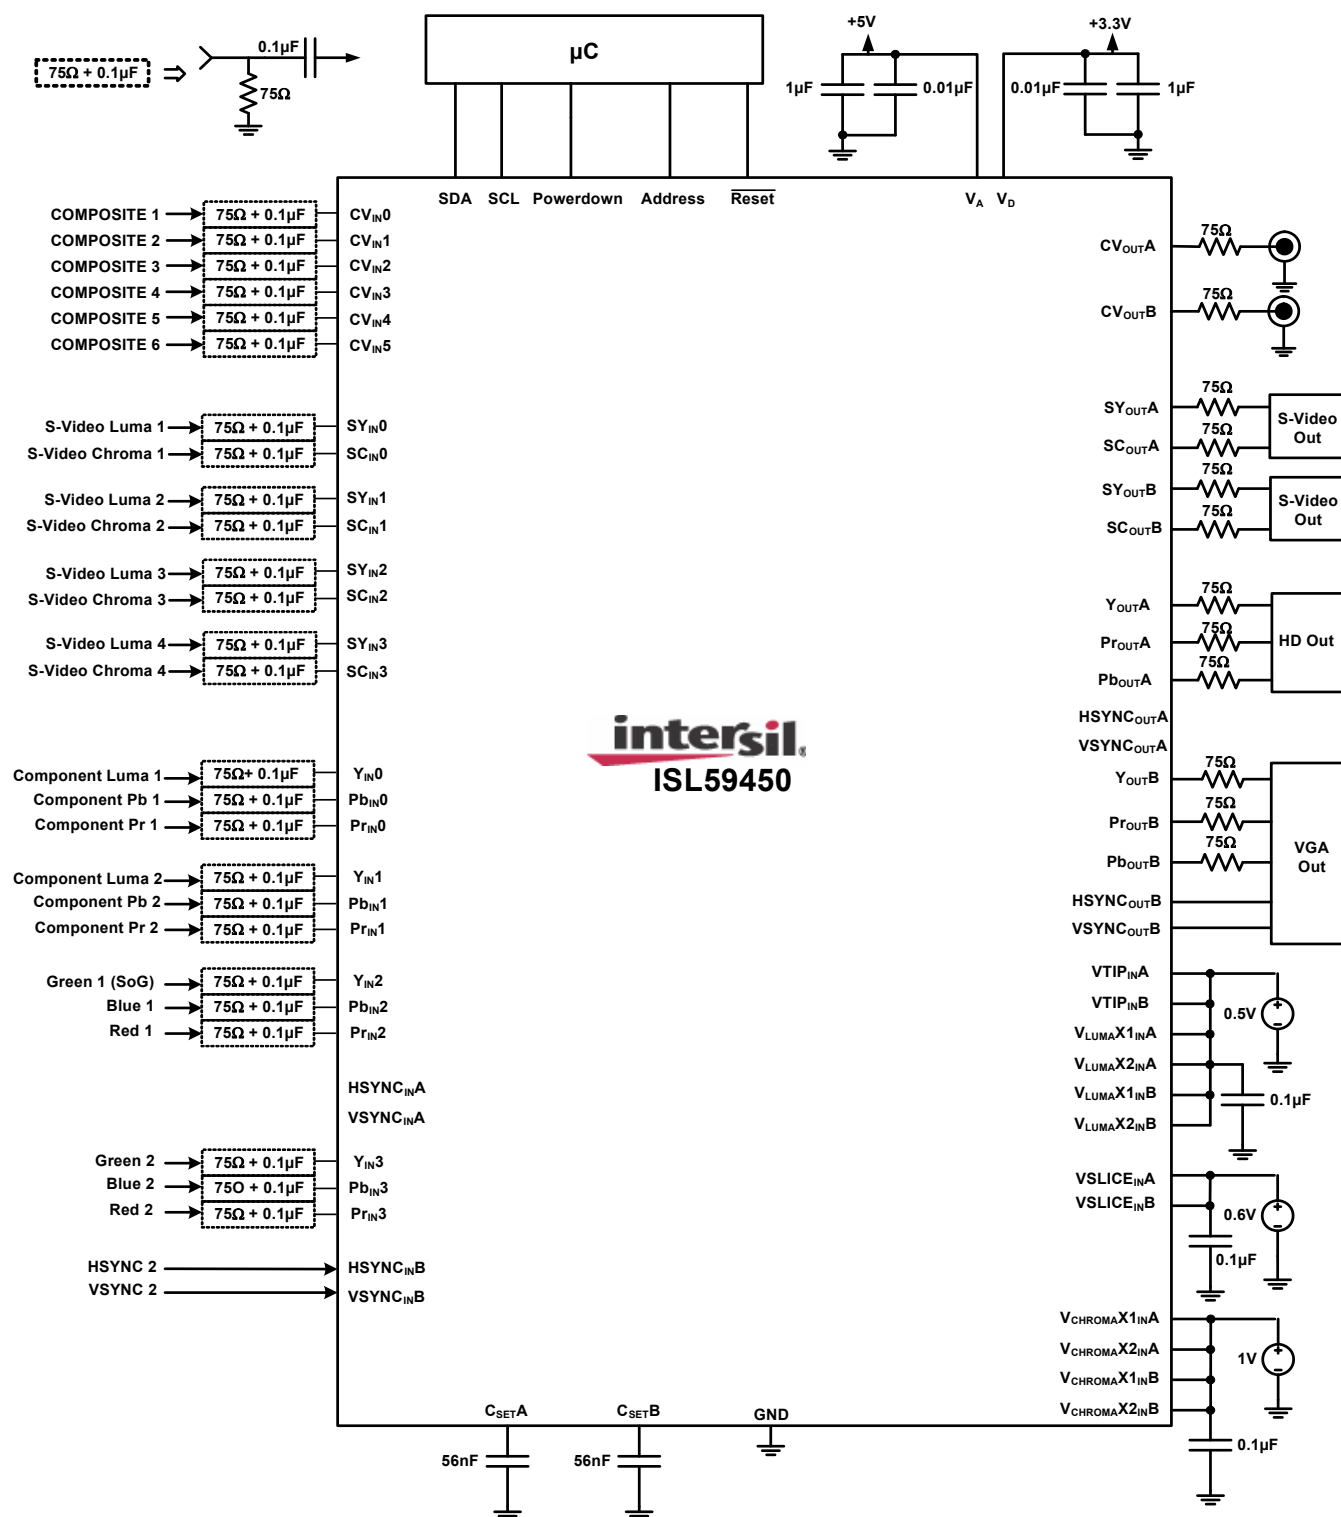 75Ω + 0.1µF
0.1µF
75Ω
µC
+5V
+3.3V
1µF
0.01µF
0.01µF
1µF
SDA SCL Powerdown Address Reset VA VD
COMPOSITE 1 75Ω + 0.1µF CVIN0
COMPOSITE 2 75Ω + 0.1µF CVIN1
COMPOSITE 3 75Ω + 0.1µF CVIN2
COMPOSITE 4 75Ω + 0.1µF CVIN3
COMPOSITE 5 75Ω + 0.1µF CVIN4
COMPOSITE 6 75Ω + 0.1µF CVIN5
S-Video Luma 1 75Ω + 0.1µF SYIN0
S-Video Chroma 1 75Ω + 0.1µF SCIN0
S-Video Luma 2 75Ω + 0.1µF SYIN1
S-Video Chroma 2 75Ω + 0.1µF SCIN1
S-Video Luma 3 75Ω + 0.1µF SYIN2
S-Video Chroma 3 75Ω + 0.1µF SCIN2
S-Video Luma 4 75Ω + 0.1µF SYIN3
S-Video Chroma 4 75Ω + 0.1µF SCIN3
Component Luma 1 75Ω+ 0.1µF YIN0
Component Pb 1 75Ω + 0.1µF PbIN0
Component Pr 1 75Ω + 0.1µF PrIN0
Component Luma 2 75Ω + 0.1µF YIN1
Component Pb 2 75Ω + 0.1µF PbIN1
Component Pr 2 75Ω + 0.1µF PrIN1
Green 1 (SoG) 75Ω + 0.1µF YIN2
Blue 1 75Ω + 0.1µF PbIN2
Red 1 75Ω + 0.1µF PrIN2
HSYNCINA
VSYNCINA
Green 2 75Ω + 0.1µF YIN3
Blue 2 75O + 0.1µF PbIN3
Red 2 75Ω + 0.1µF PrIN3
HSYNC 2 HSYNCINB
VSYNC 2 VSYNCINB
intersil®
ISL59450
CVOUTA 75Ω
CVOUTB 75Ω
SYOUTA 75Ω
SCOUTA 75Ω
S-Video
Out
SYOUTB 75Ω
SCOUTB 75Ω
S-Video
Out
YOUTA 75Ω
PrOUTA 75Ω
HD Out
PbOUTA 75Ω
HSYNCOUTA
VSYNCOUTA
YOUTB 75Ω
PrOUTB 75Ω
PbOUTB 75Ω
VGA
Out
HSYNCOUTB
VSYNCOUTB
VTIPINA
VTIPINB
0.5V
VLUMAX1INA
VLUMAX2INA
VLUMAX1INB
0.1µF
VLUMAX2INB
VSLICEINA
VSLICEINB
0.6V
0.1µF
VCHROMAX1INA
VCHROMAX2INA
1V
VCHROMAX1INB
VCHROMAX2INB
0.1µF
CSETA CSETB GND
56nF 56nF